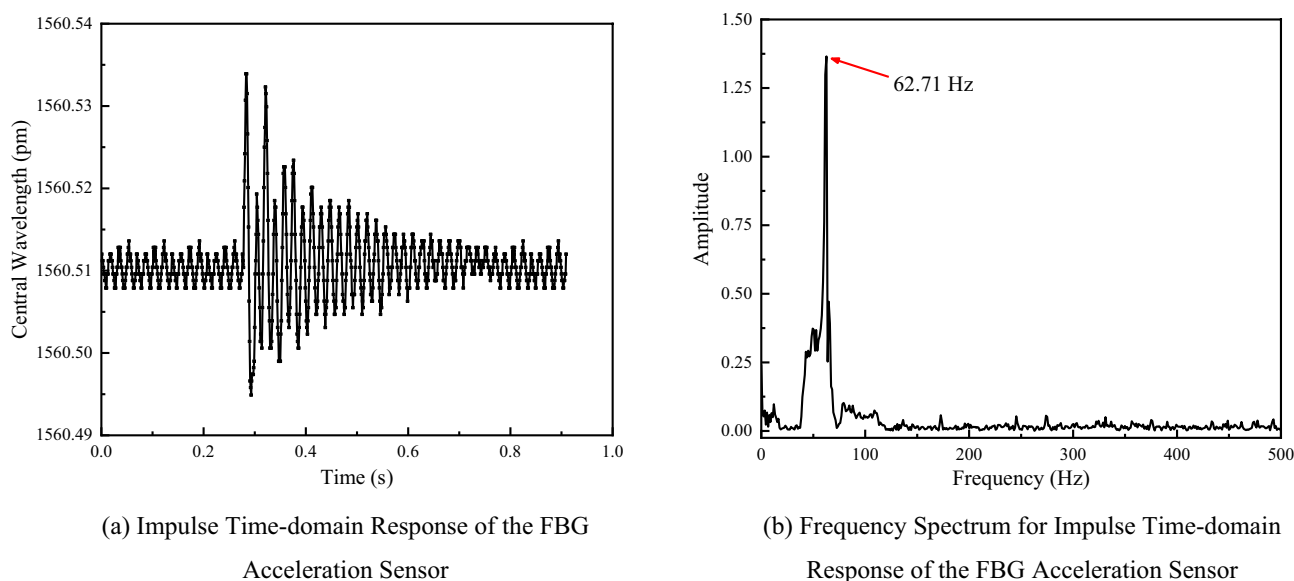 1560.54
1560.53
1560.52
1560.51
1560.50
1560.49
Central Wavelength (pm)
0.0 0.2 0.4 0.6 0.8 1.0
Time (s)
(a) Impulse Time-domain Response of the FBG
Acceleration Sensor
1.50
1.25
1.00
0.75
0.50
0.25
0.00
Amplitude
62.71 Hz
0 100 200 300 400 500
Frequency (Hz)
(b) Frequency Spectrum for Impulse Time-domain
Response of the FBG Acceleration Sensor